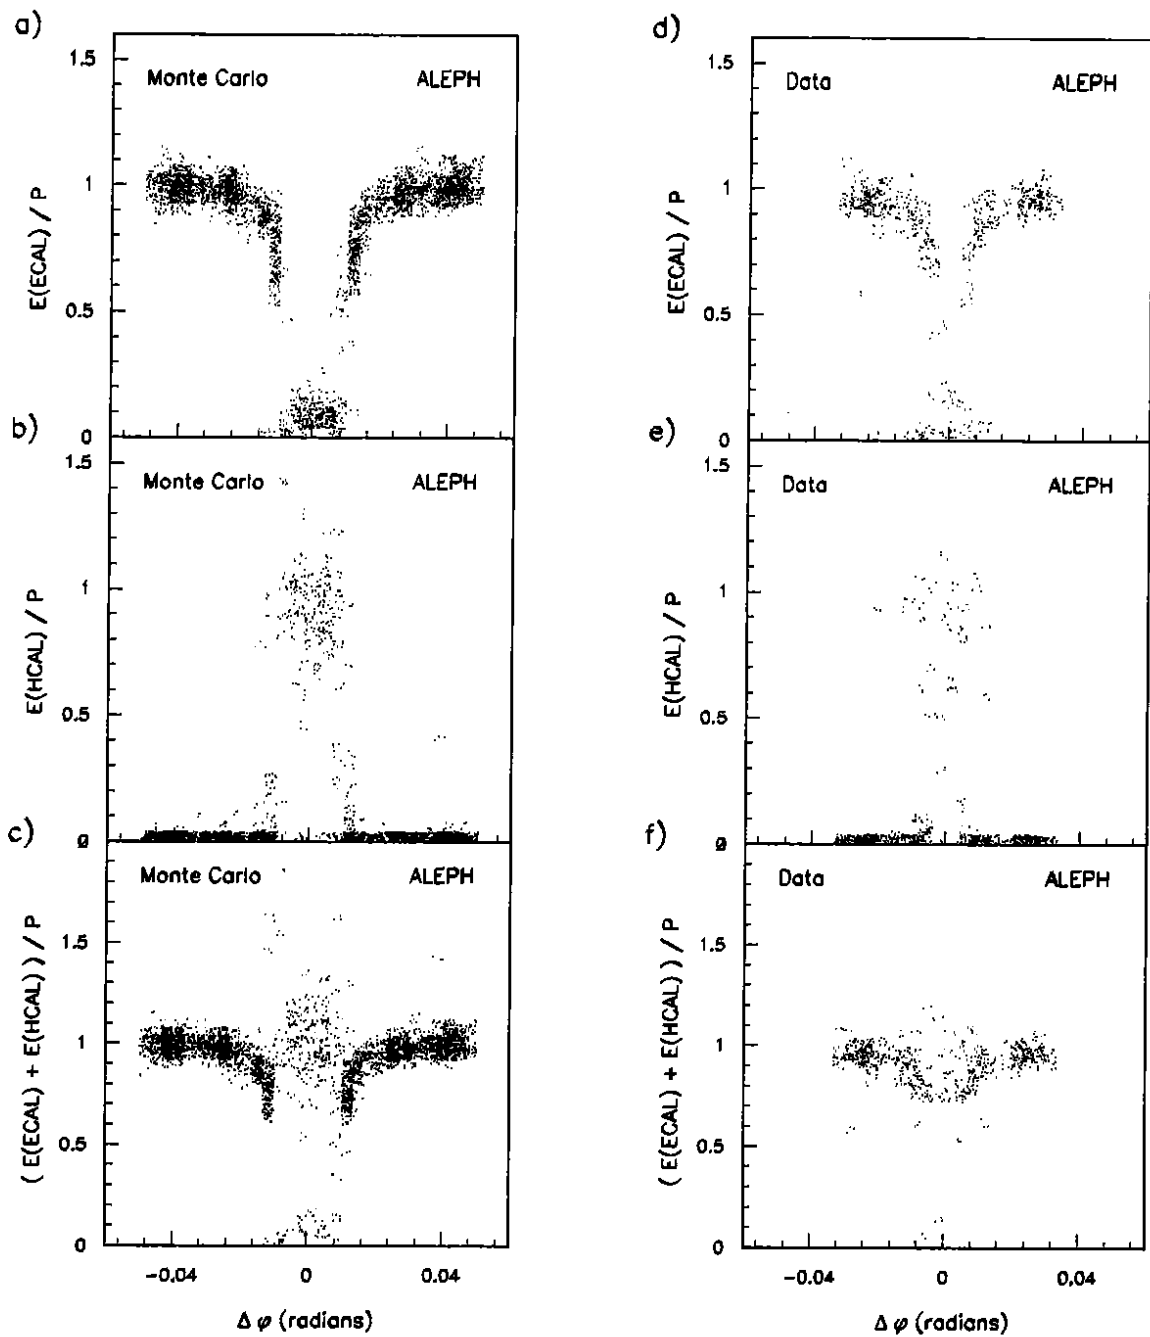 a)
1.5
Monte Carlo ALEPH
1
0.5
0
E(ECAL) / P
b)
1.5
Monte Carlo ALEPH
1
0.5
0
E(HCAL) / P
c)
Monte Carlo ALEPH
1.5
1
0.5
0
( E(ECAL) + E(HCAL) ) / P
-0.04 0 0.04
Δ φ (radians)
d)
1.5
Data ALEPH
1
0.5
0
E(ECAL) / P
e)
1.5
Data ALEPH
1
0.5
0
E(HCAL) / P
f)
Data ALEPH
1.5
1
0.5
0
( E(ECAL) + E(HCAL) ) / P
-0.04 0 0.04
Δ φ (radians)